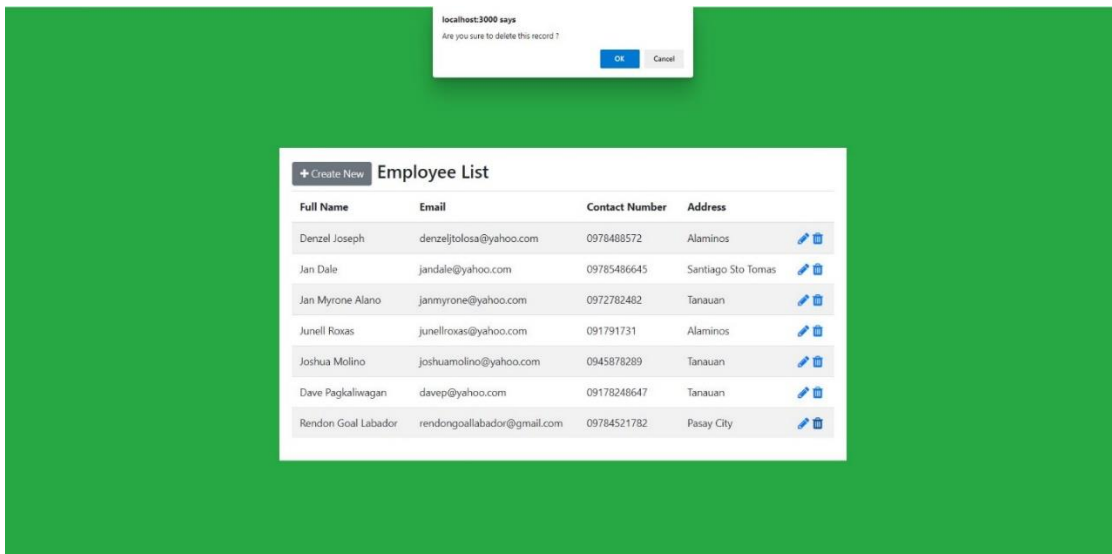 localhost:3000 says
Are you sure to delete this record ?
OK Cancel
Create New Employee List
Full Name Email Contact Number Address
Denzel Joseph denzeljtolosa@yahoo.com 0978488572 Alaminos
Jan Dale jandale@yahoo.com 09785486645 Santiago Sto Tomas
Jan Myrone Alano janmyrone@yahoo.com 0972782482 Tanauan
Junell Roxas junellroxas@yahoo.com 091791731 Alaminos
Joshua Molino joshuamolino@yahoo.com 0945878289 Tanauan
Dave Pagkaliwagan davep@yahoo.com 09178248647 Tanauan
Rendon Goal Labador rendongoallabador@gmail.com 09784521782 Pasay City